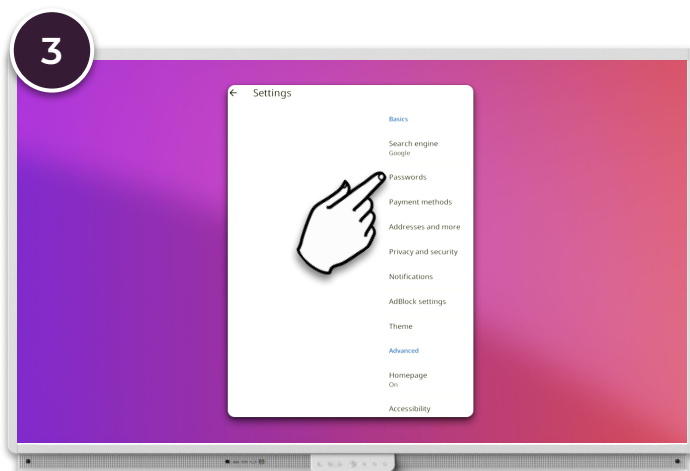 3
Settings
Basics
Search engine
Google
Passwords
Payment methods
Addresses and more
Privacy and security
Notifications
AdBlock settings
Theme
Advanced
Homepage
On
Accessibility